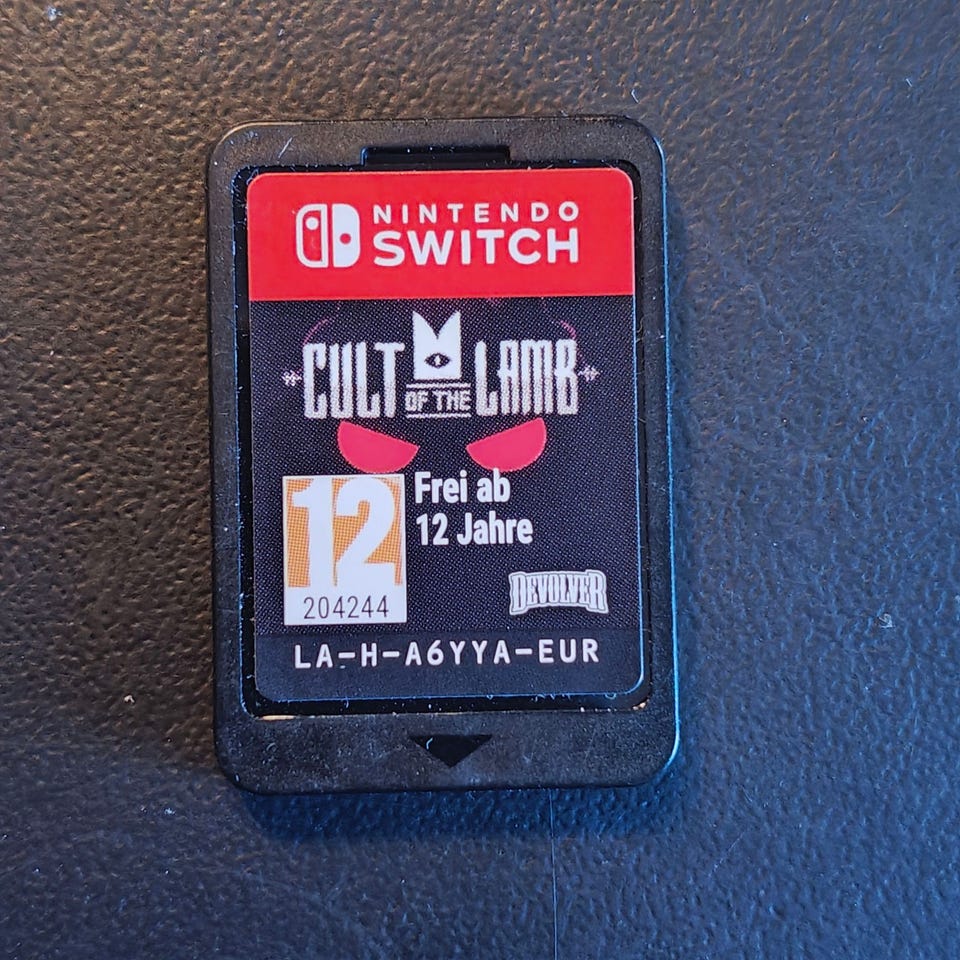 NINTENDO
SWITCH
CULT OF THE LAMB
12
Frei ab
12 Jahre
204244
DEVOLVER
LA-H-A6YYA-EUR